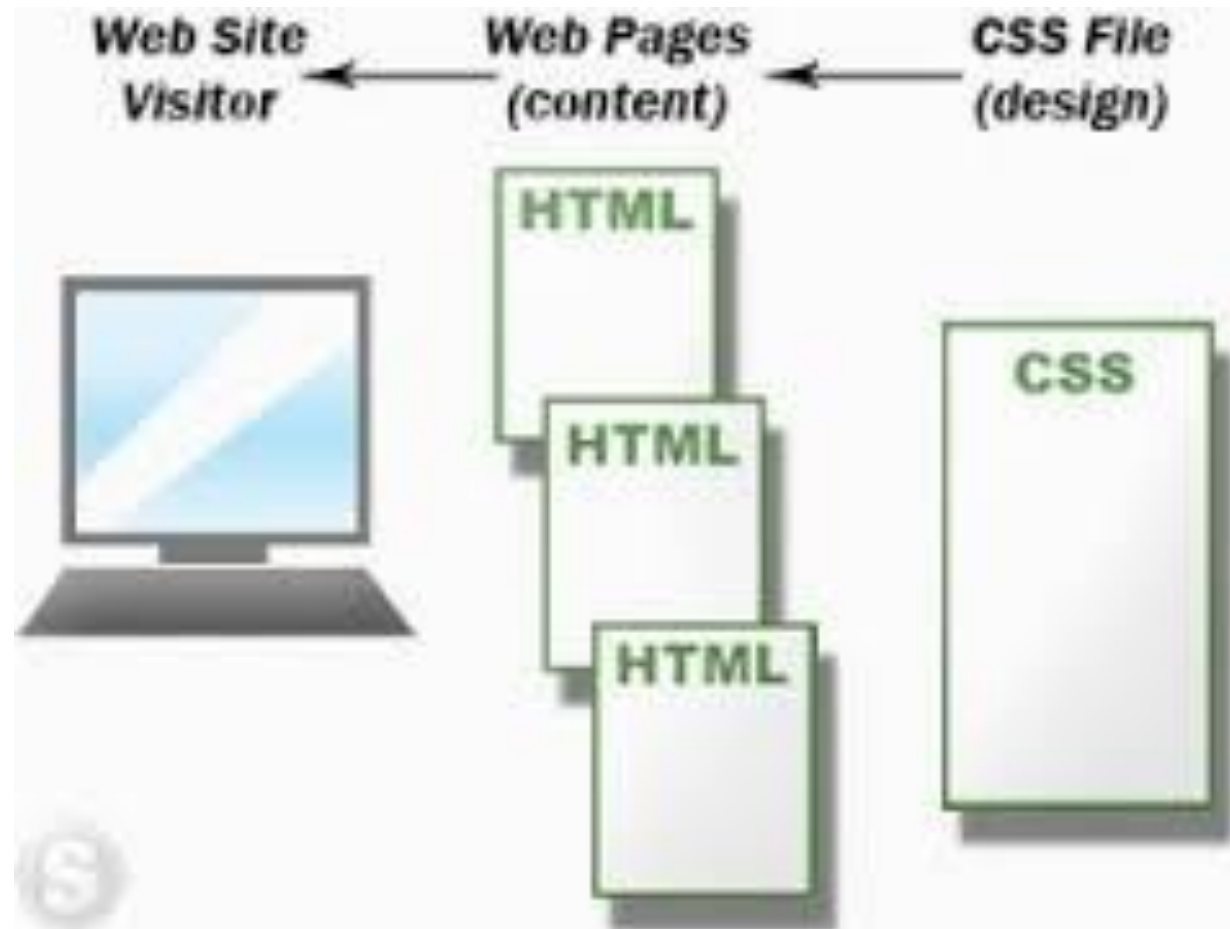 Web Site
Visitor
Web Pages
(content)
CSS File
(design)
HTML
HTML
HTML
CSS
S